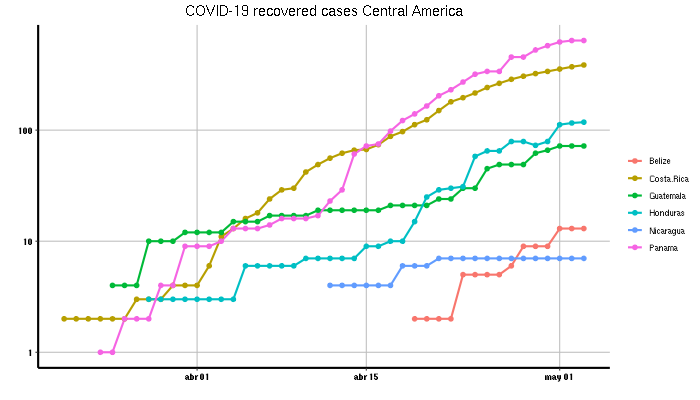 COVID-19 recovered cases Central America
100
10
1
abr 01
abr 15
may 01
Belize
Costa.Rica
Guatemala
Honduras
Nicaragua
Panama